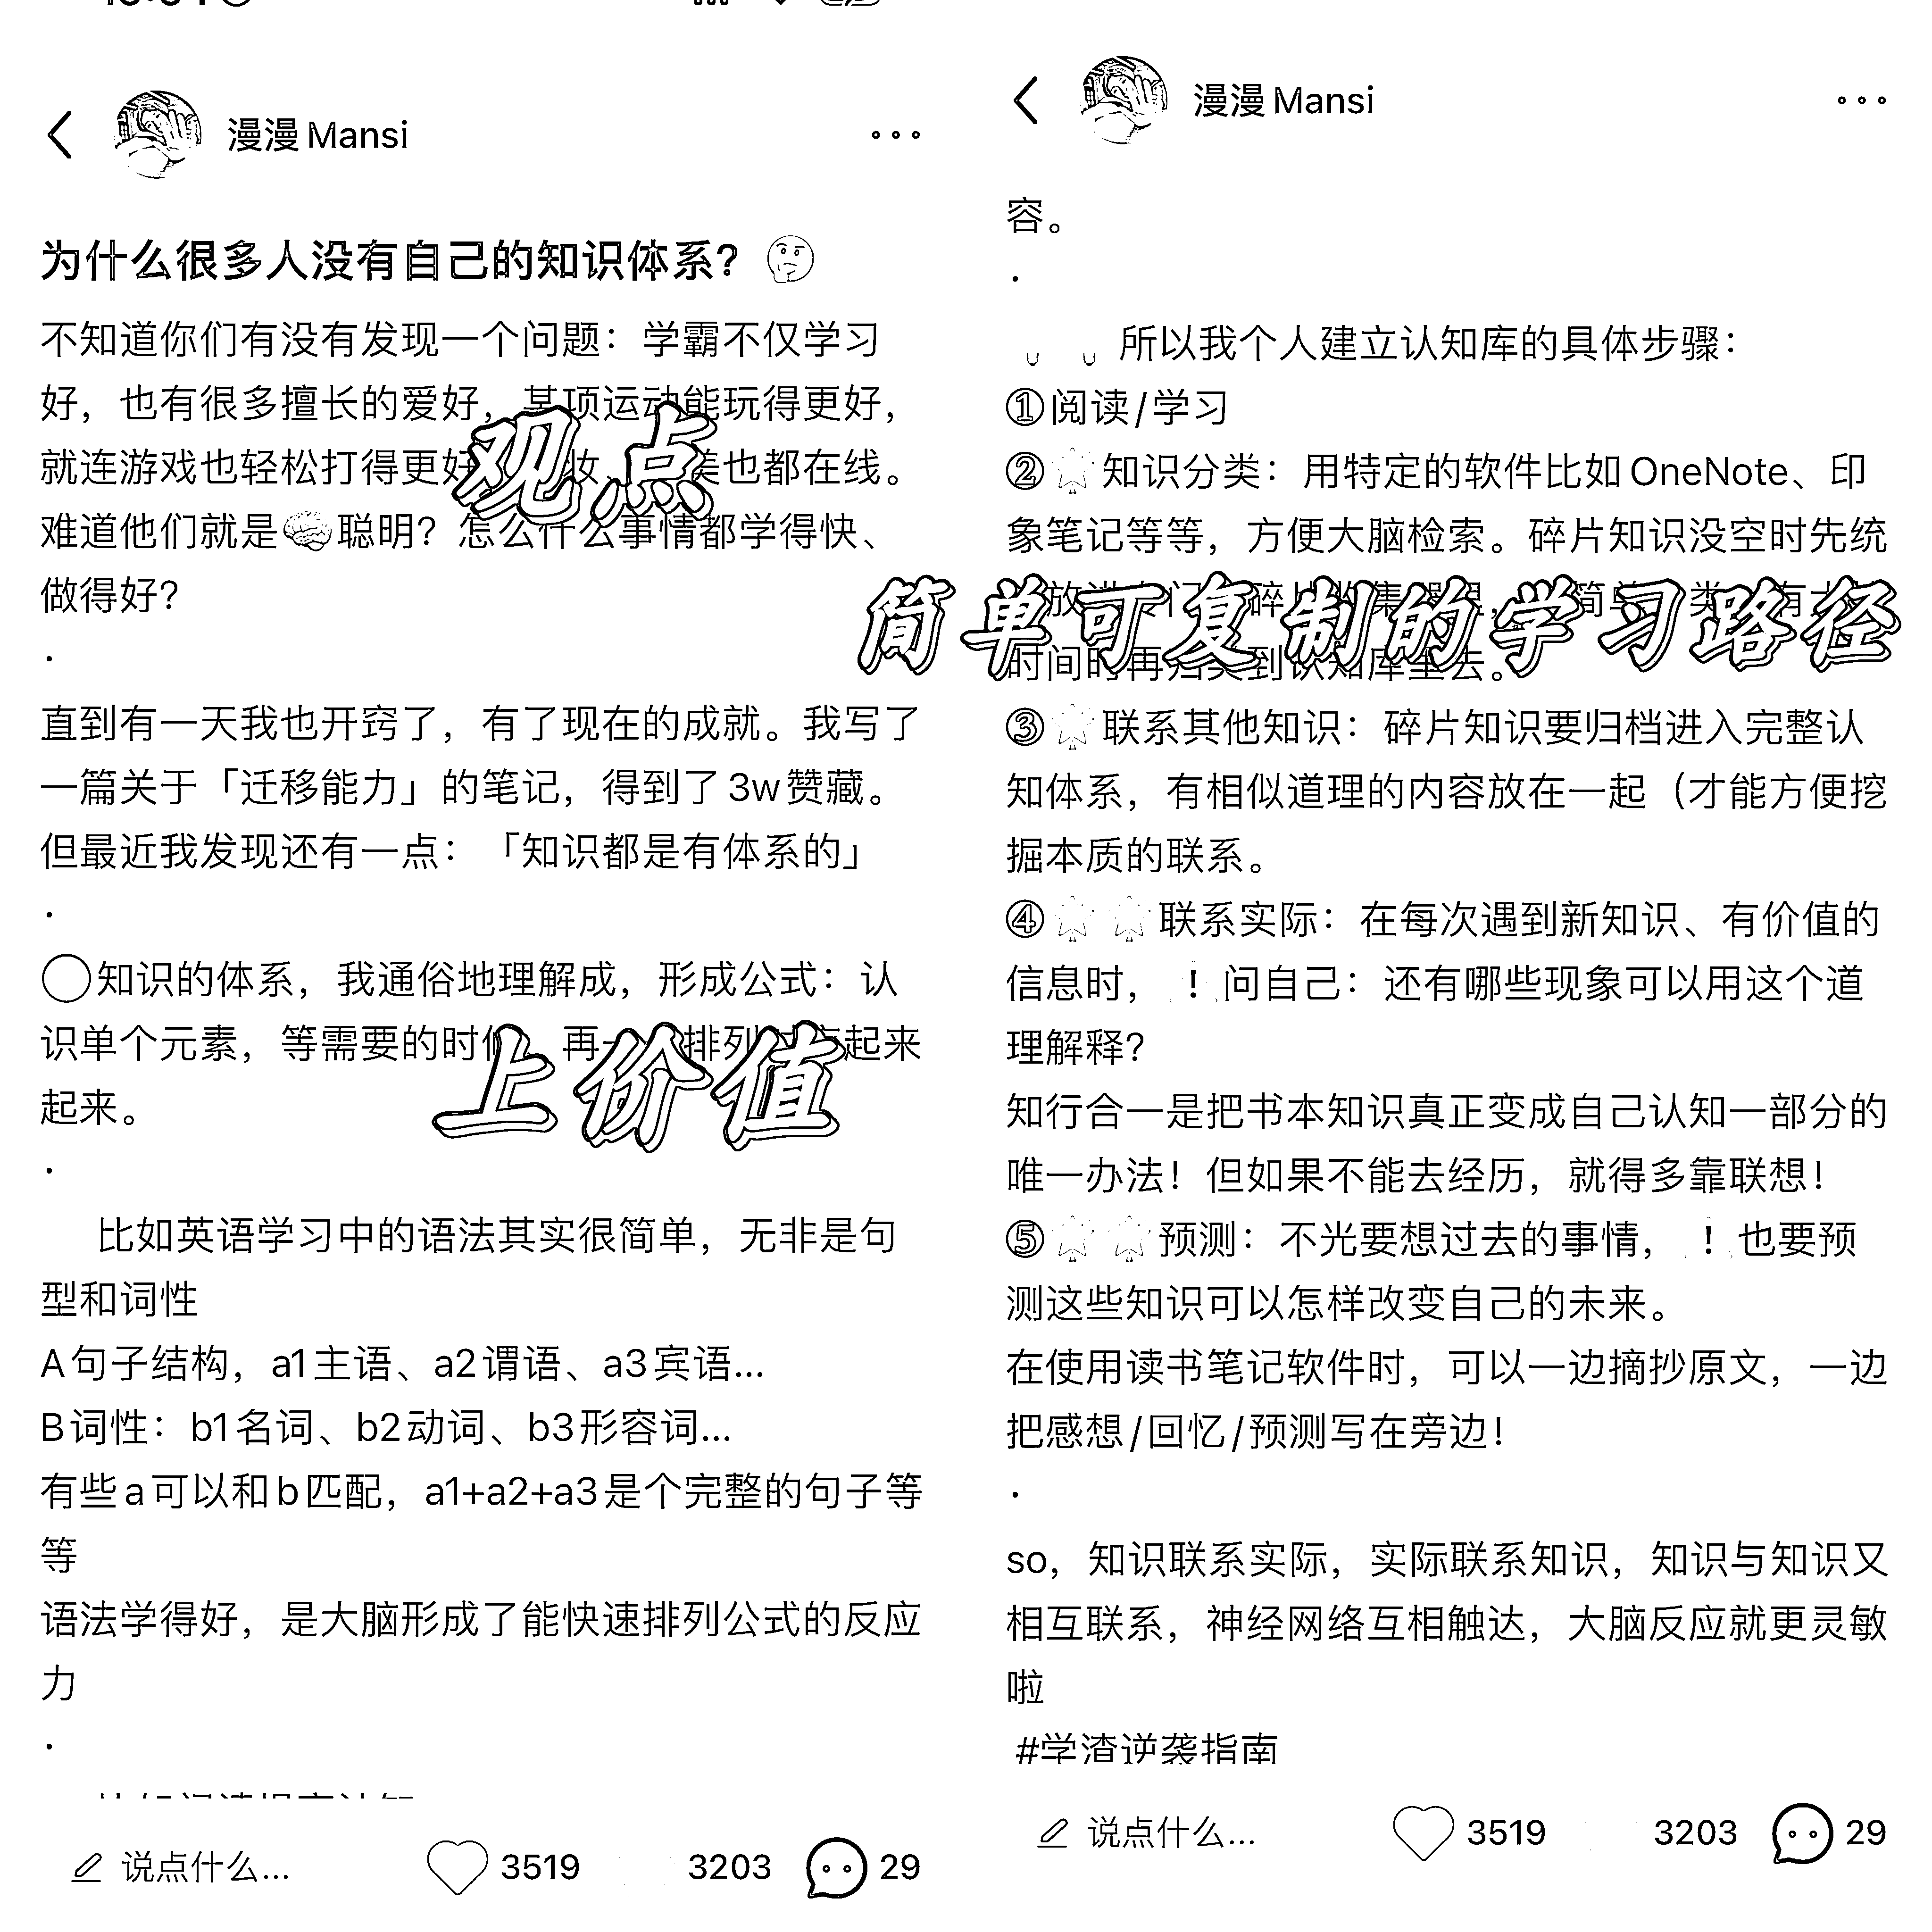 漫漫Mansi
为什么很多人没有自己的知识体系？🤔
不知道你们有没有发现一个问题：学霸不仅学习
好，也有很多擅长的爱好，某项运动能玩得更好，
就连游戏也轻松打得更好 妆、 也都在线。
观点
难道他们就是🧠聪明？怎么什么事情都学得快、
做得好？
.
直到有一天我也开窍了，有了现在的成就。我写了
一篇关于「迁移能力」的笔记，得到了3w赞藏。
但最近我发现还有一点：「知识都是有体系的」
.
知识的体系，我通俗地理解成，形成公式：认
识单个元素，等需要的时候 再 排列 起来
上价值
起来。
.
比如英语学习中的语法其实很简单，无非是句
型和词性
A句子结构，a1主语、a2谓语、a3宾语...
B词性：b1名词、b2动词、b3形容词...
有些a可以和b匹配，a1+a2+a3是个完整的句子等
等
语法学得好，是大脑形成了能快速排列公式的反应
力
.
比如阅读提高认知
说点什么... 3519 3203 29
漫漫Mansi
容。
.
所以我个人建立认知库的具体步骤：
①阅读/学习
②🌟知识分类：用特定的软件比如OneNote、印
象笔记等等，方便大脑检索。碎片知识没空时先统
放 门 碎 集 ， 简单 类 有
简单可复制的学习路径
时间时再归类到认知库里去。
③🌟联系其他知识：碎片知识要归档进入完整认
知体系，有相似道理的内容放在一起（才能方便挖
掘本质的联系。
④🌟🌟联系实际：在每次遇到新知识、有价值的
信息时，❗问自己：还有哪些现象可以用这个道
理解释？
知行合一是把书本知识真正变成自己认知一部分的
唯一办法！但如果不能去经历，就得多靠联想！
⑤🌟🌟预测：不光要想过去的事情，❗也要预
测这些知识可以怎样改变自己的未来。
在使用读书笔记软件时，可以一边摘抄原文，一边
把感想/回忆/预测写在旁边！
.
so，知识联系实际，实际联系知识，知识与知识又
相互联系，神经网络互相触达，大脑反应就更灵敏
啦
#学渣逆袭指南
说点什么... 3519 3203 29